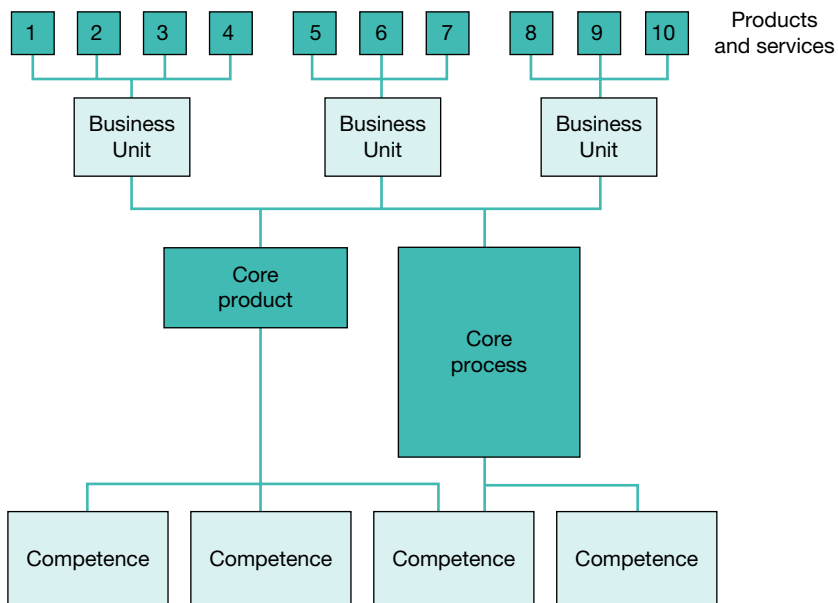 1 2 3 4 5 6 7 8 9 10
Products
and services
Business
Unit
Business
Unit
Business
Unit
Core
product
Core
process
Competence
Competence
Competence
Competence